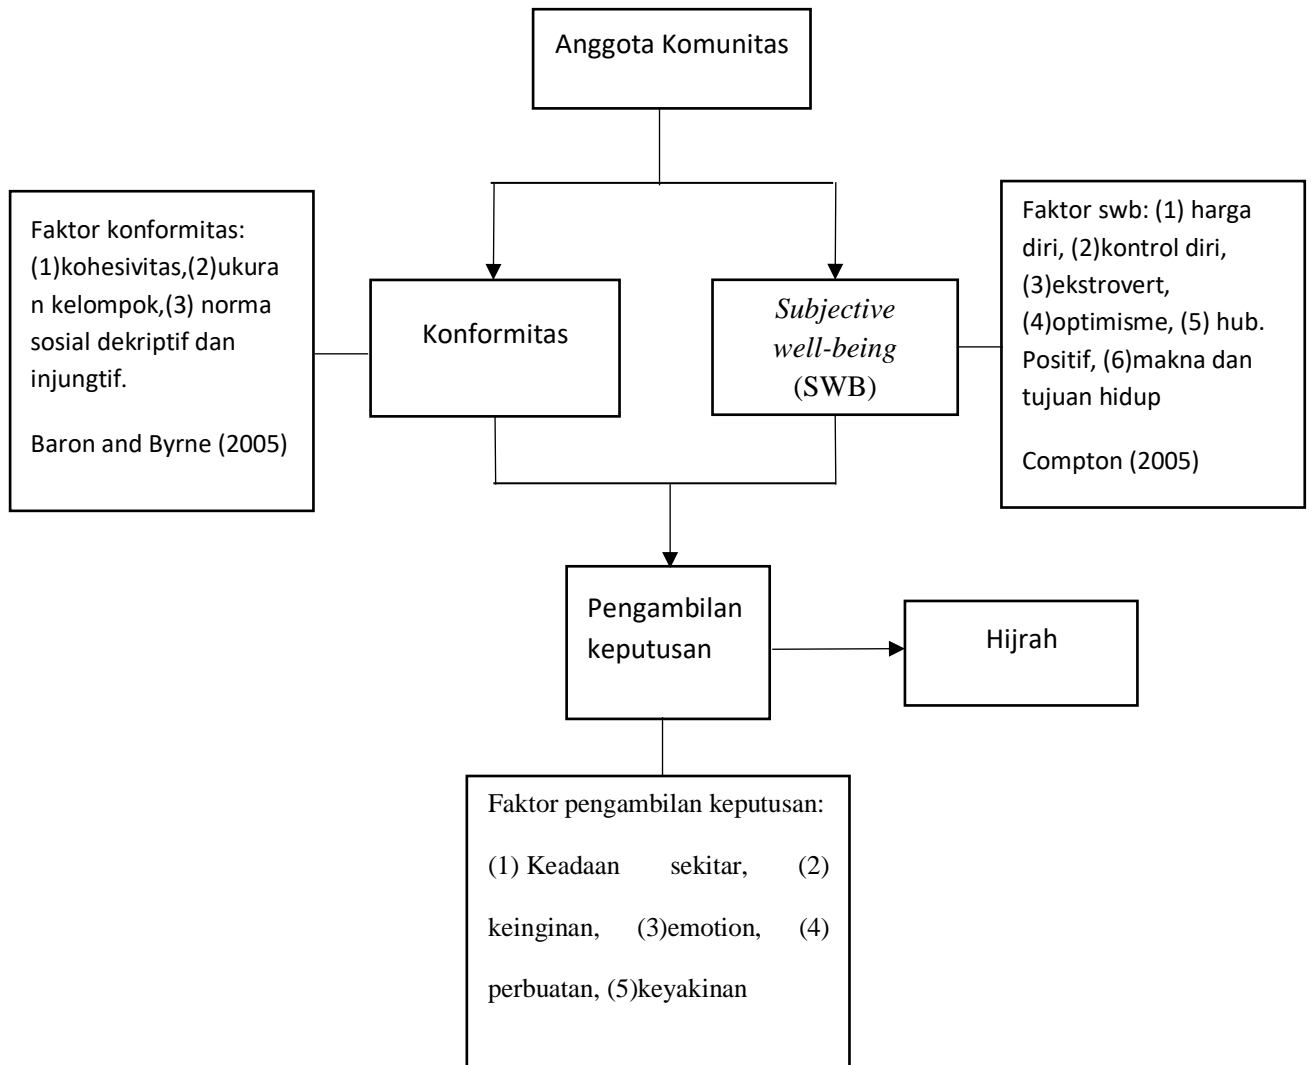 Anggota Komunitas
Faktor konformitas:
(1)kohesivitas,(2)ukura
n kelompok,(3) norma
sosial dekriptif dan
injungtif.
Baron and Byrne (2005)
Konformitas
Subjective
well-being
(SWB)
Faktor swb: (1) harga
diri, (2)kontrol diri,
(3)ekstrovert,
(4)optimisme, (5) hub.
Positif, (6)makna dan
tujuan hidup
Compton (2005)
Pengambilan
keputusan
Hijrah
Faktor pengambilan keputusan:
(1) Keadaan sekitar, (2)
keinginan, (3)emotion, (4)
perbuatan, (5)keyakinan